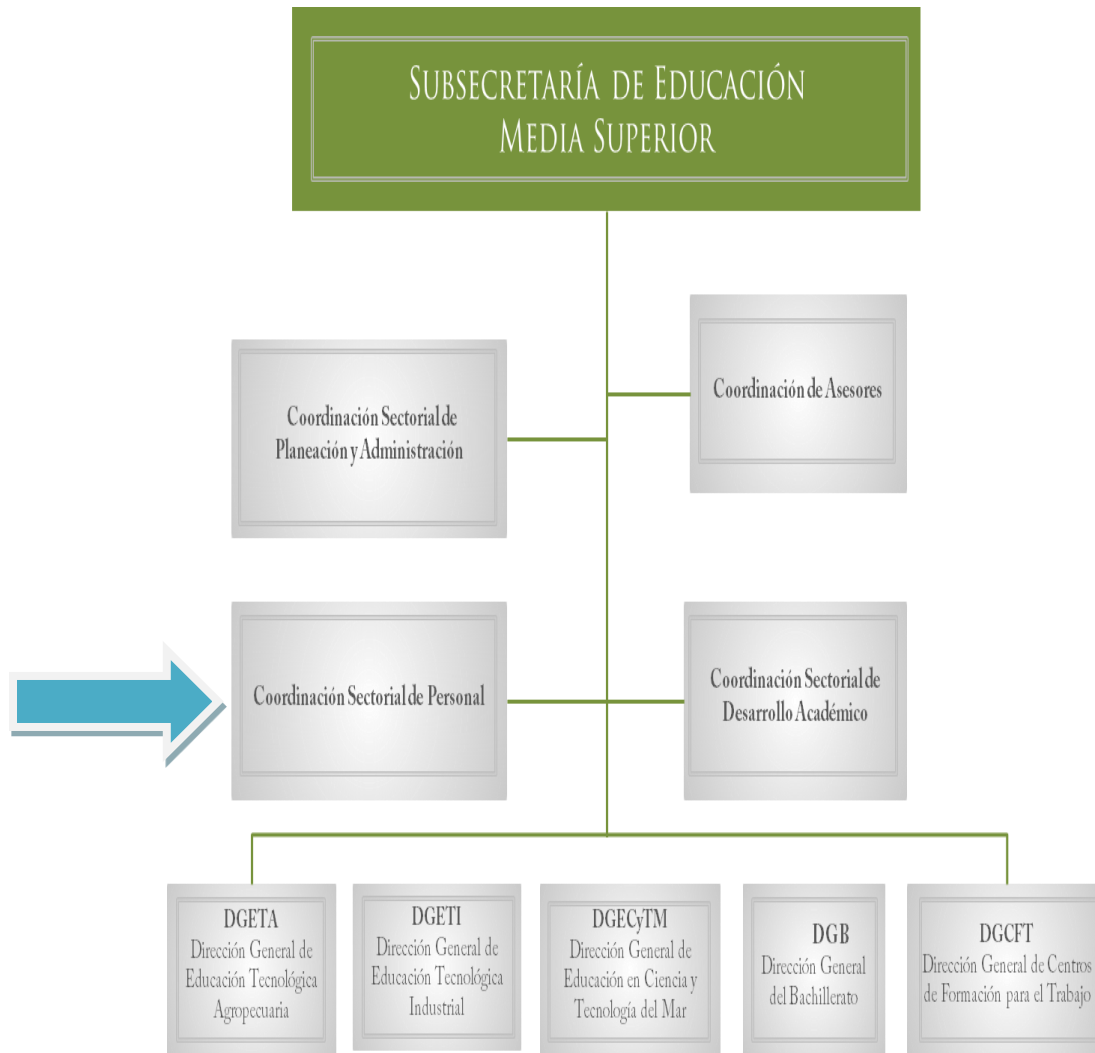 SUBSECRETARÍA DE EDUCACIÓN
MEDIA SUPERIOR
Coordinación de Asesores
Coordinación Sectorial de
Planeación y Administración
Coordinación Sectorial de Personal
Coordinación Sectorial de
Desarrollo Académico
DGETA
Dirección General de
Educación Tecnológica
Agropecuaria
DGETI
Dirección General de
Educación Tecnológica
Industrial
DGECyTM
Dirección General de
Educación en Ciencia y
Tecnología del Mar
DGB
Dirección General
del Bachillerato
DGCFT
Dirección General de Centros
de Formación para el Trabajo